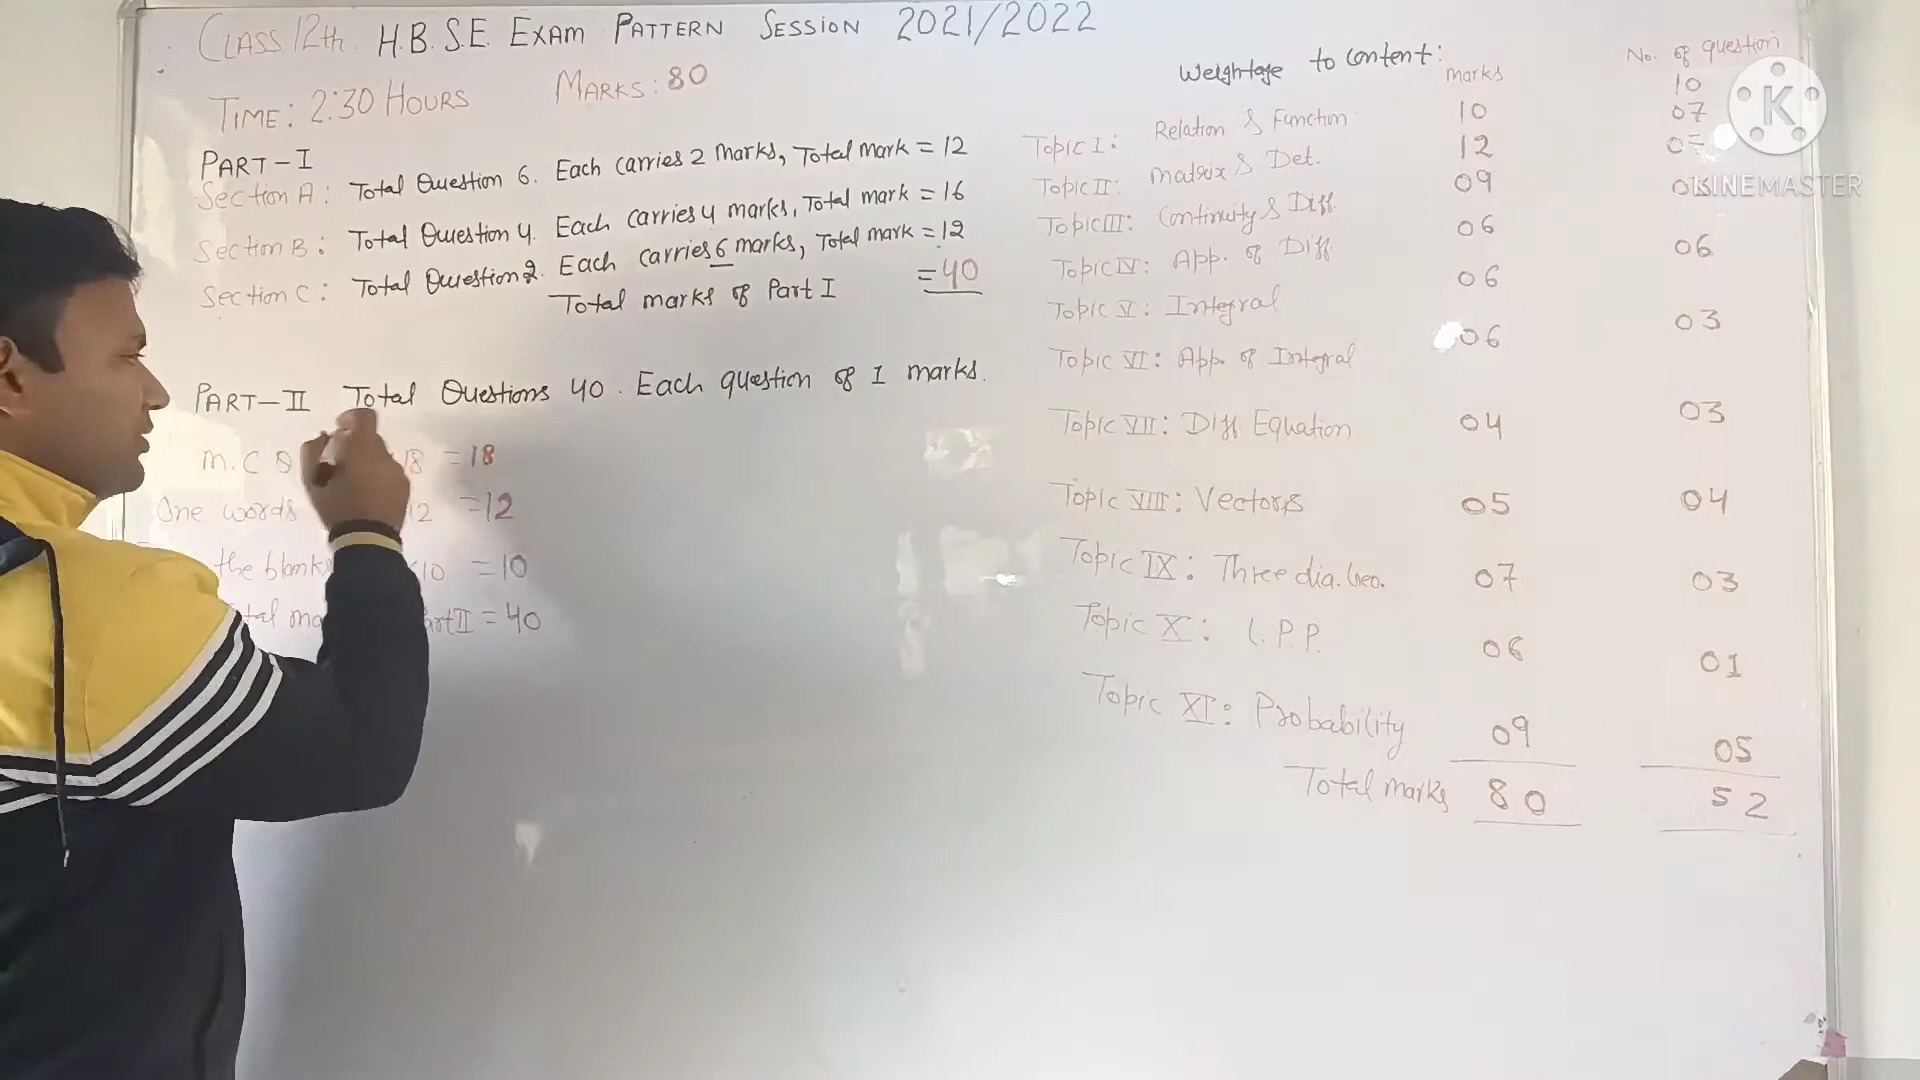 CLASS 12th. H.B.S.E. EXAM PATTERN SESSION 2021/2022
TIME: 2:30 HOURS MARKS: 80
PART-I
Section A: Total Question 6. Each carries 2 marks, Total mark = 12
Section B: Total Question 4. Each carries 4 marks, Total mark = 16
Section C: Total Question 2. Each carries 6 marks, Total mark = 12
Total marks of Part I = 40
PART-II Total Questions 40. Each question of 1 marks.
M.C.Q 18 = 18
One words 12 = 12
the blanks ×10 = 10
II = 40
Weightage to content: marks No. of question
Topic I: Relation & Function 10 10
Topic II: Matrix & Det. 12 07
Topic III: Continuity & Diff. 09
Topic IV: App. of Diff 06
Topic V: Integral 06 06
Topic VI: App. of Integral 06 03
Topic VII: Diff Equation 04 03
Topic VIII: Vectors 05 04
Topic IX: Three dia. Geo. 07 03
Topic X: L.P.P. 06 01
Topic XI: Probability 09 05
Total marks 80 52
K
KINEMASTER